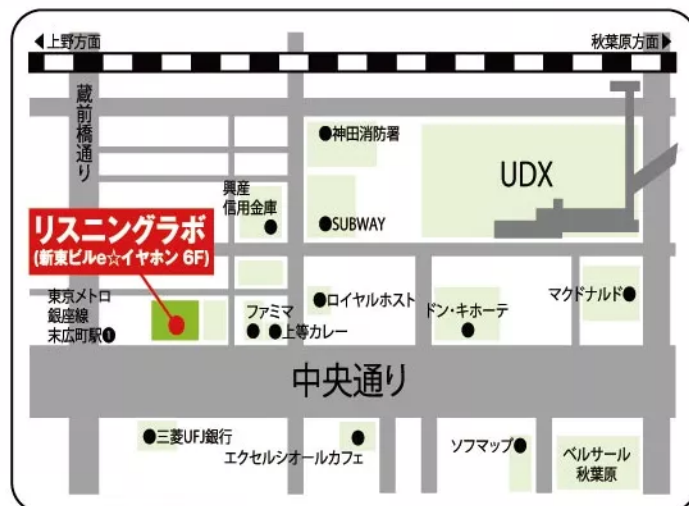 ◀上野方面
秋葉原方面▶
蔵前橋通り
神田消防署
UDX
興産
信用金庫
SUBWAY
リスニングラボ
(新東ビルe☆イヤホン 6F)
東京メトロ
銀座線
末広町駅❶
ファミマ
上等カレー
ロイヤルホスト
ドン・キホーテ
マクドナルド
中央通り
三菱UFJ銀行
エクセルシオールカフェ
ソフマップ
ベルサール
秋葉原